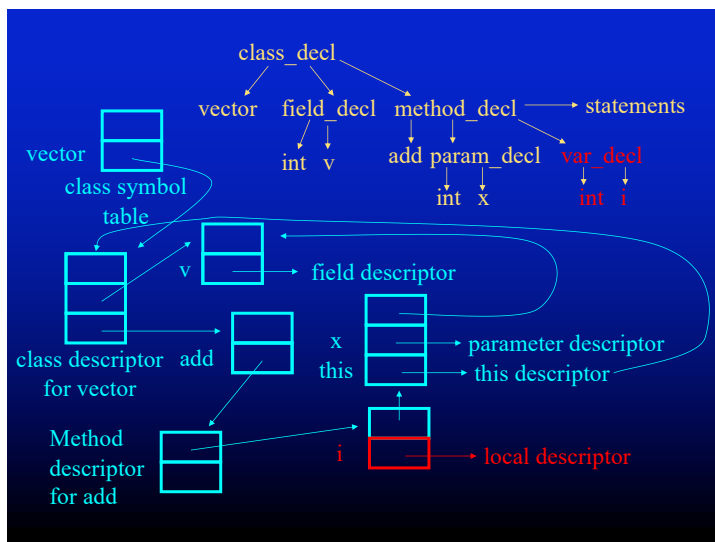 class_decl
vector field_decl method_decl statements
int v add param_decl var_decl
int x int i
vector
class symbol
table
v field descriptor
class descriptor
for vector
add
x parameter descriptor
this this descriptor
Method
descriptor
for add
i local descriptor